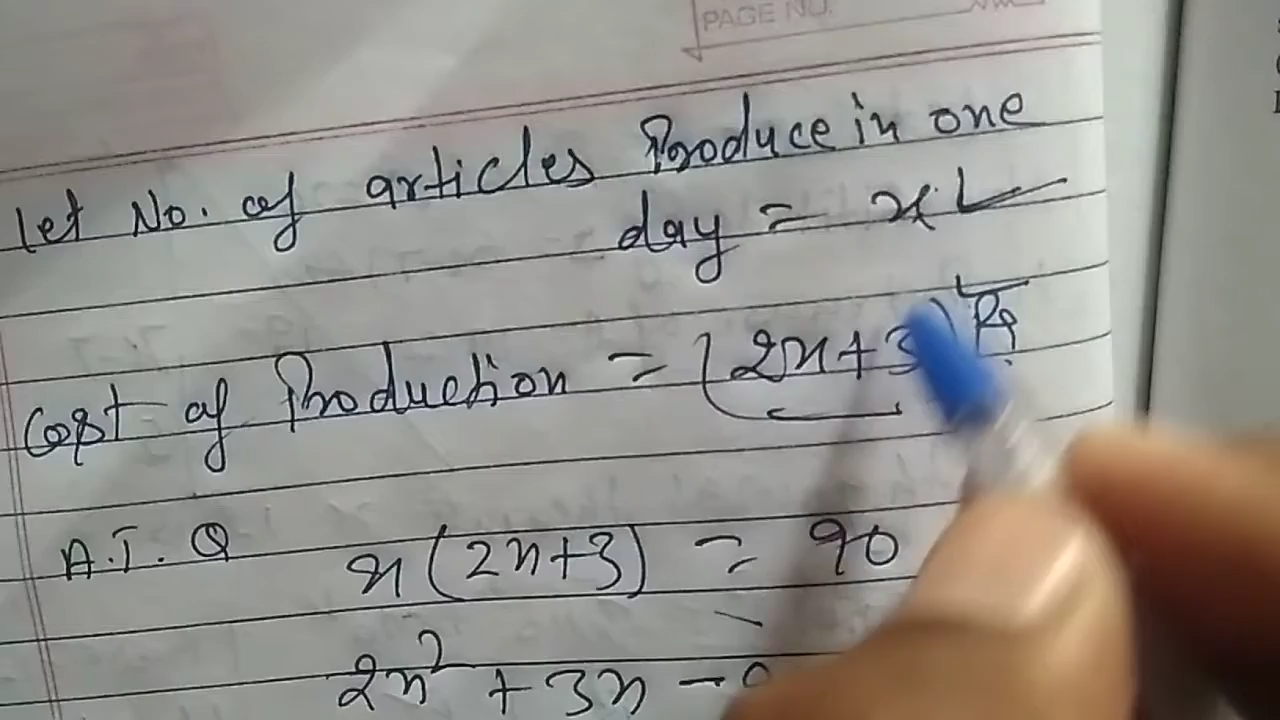 PAGE NO.
Let No. of articles Produce in one
day = x
Cost of Production = (2x+3) Rs
A.T.Q x(2x+3) = 90
2x² + 3x -